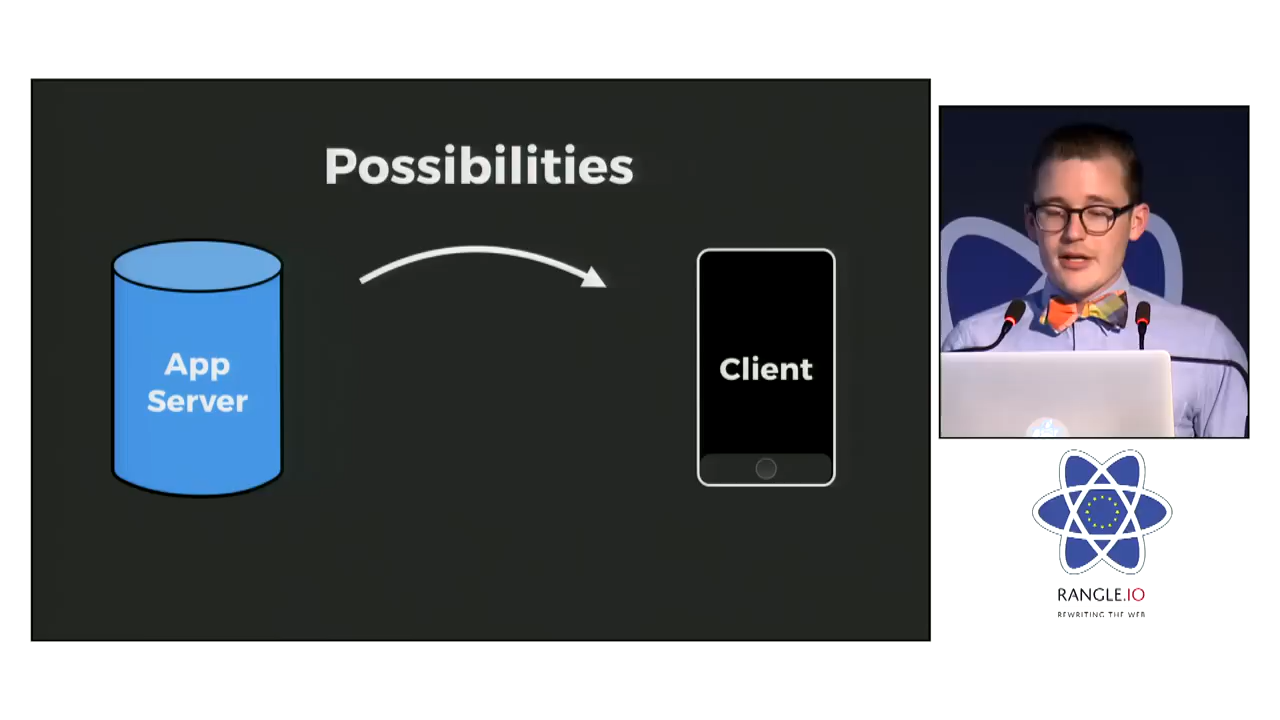 Possibilities
App
Server
Client
RANGLE.IO
REWRITING THE WEB